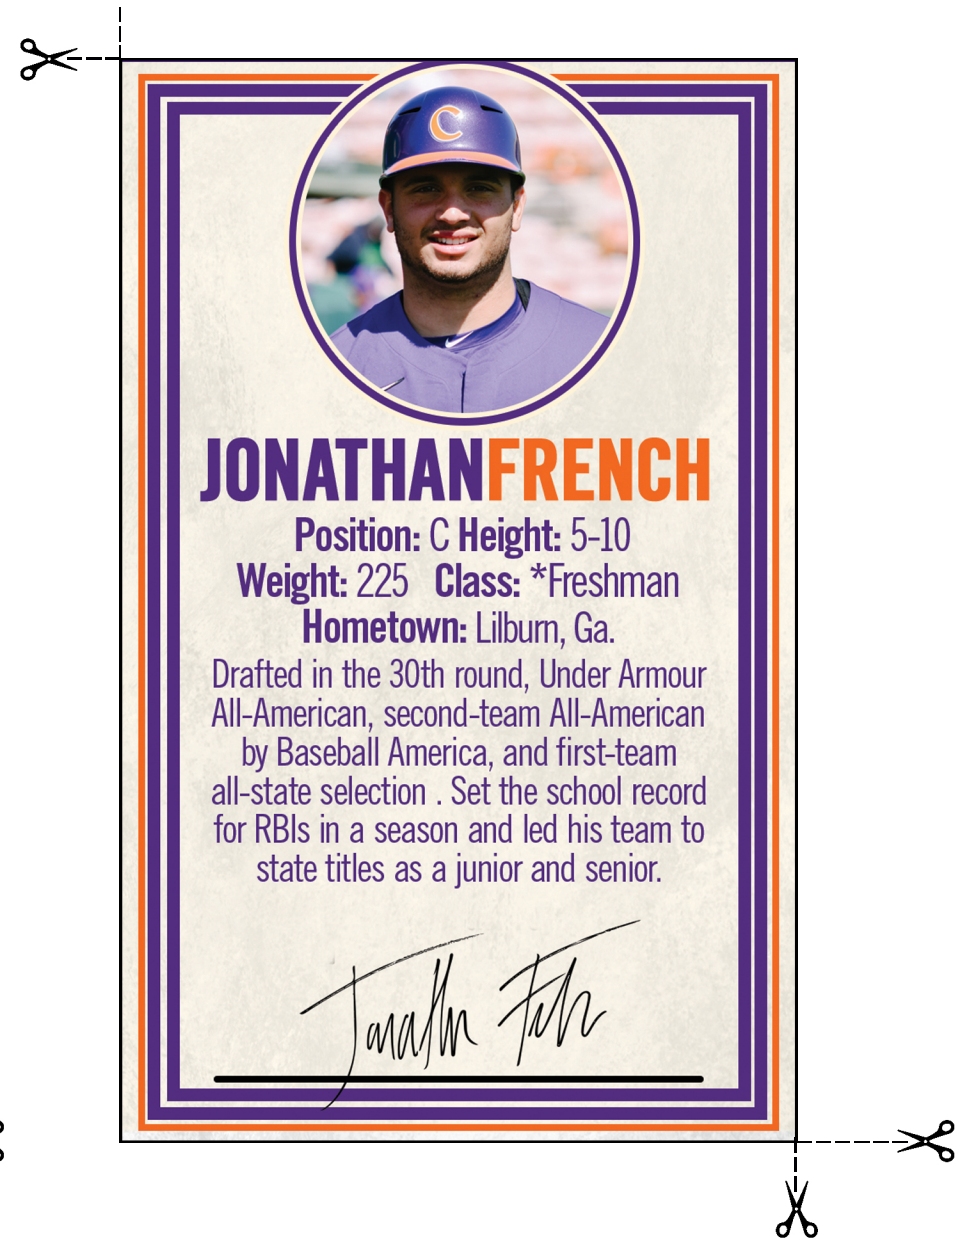 C
JONATHANFRENCH
Position: C Height: 5-10
Weight: 225 Class: *Freshman
Hometown: Lilburn, Ga.
Drafted in the 30th round, Under Armour
All-American, second-team All-American
by Baseball America, and first-team
all-state selection . Set the school record
for RBIs in a season and led his team to
state titles as a junior and senior.